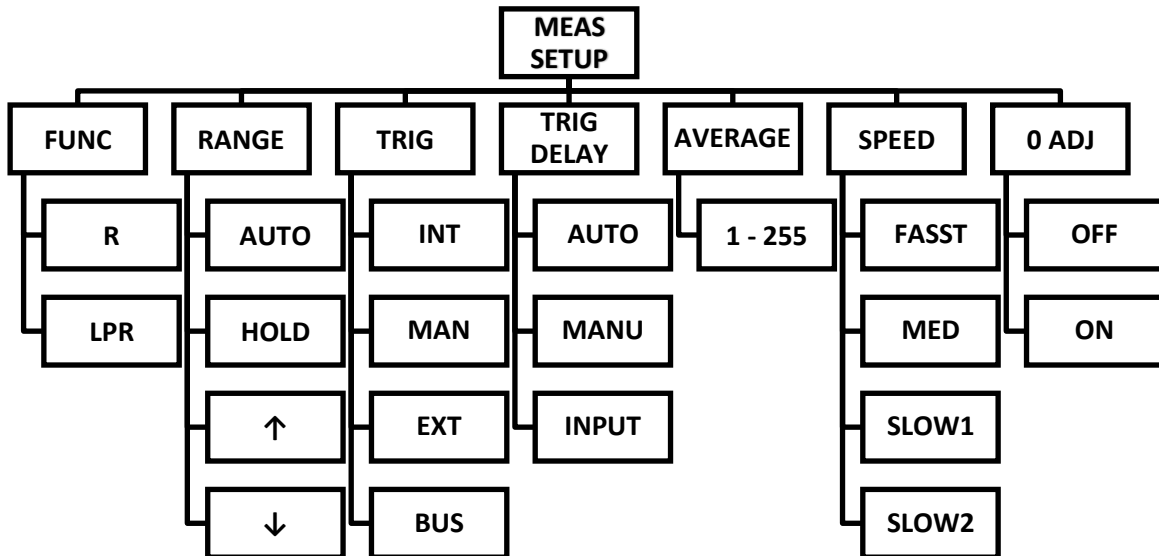 MEAS
SETUP
FUNC
RANGE
TRIG
TRIG
DELAY
AVERAGE
SPEED
0 ADJ
R
AUTO
INT
AUTO
1 - 255
FASST
OFF
LPR
HOLD
MAN
MANU
MED
ON
↑
EXT
INPUT
SLOW1
↓
BUS
SLOW2